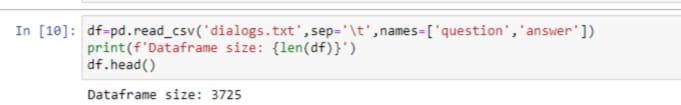 In [10]: df=pd.read_csv('dialogs.txt',sep='\t',names=['question','answer'])
print(f'Dataframe size: {len(df)}')
df.head()
Dataframe size: 3725